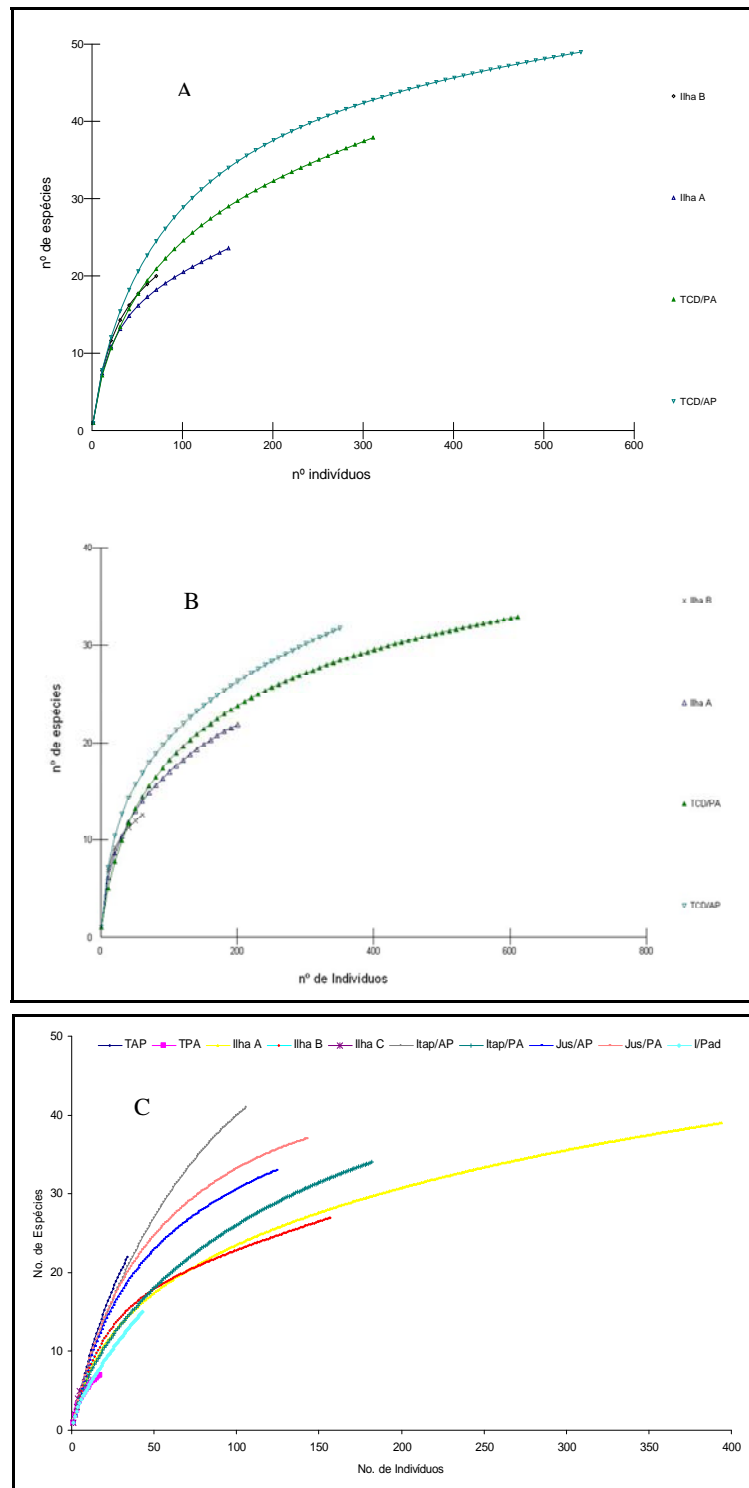 A
50
40
30
20
10
0
nº de espécies
0 100 200 300 400 500 600
nº indivíduos
Ilha B
Ilha A
TCD/PA
TCD/AP
B
40
30
20
10
0
nº de especies
0 200 400 600 800
nº de Individuos
Ilha B
Ilha A
TCD/PA
TCD/AP
C
TAP TPA Ilha A Ilha B Ilha C Itap/AP Itap/PA Jus/AP Jus/PA I/Pad
50
40
30
20
10
0
No. de Espécies
0 50 100 150 200 250 300 350 400
No. de Indivíduos